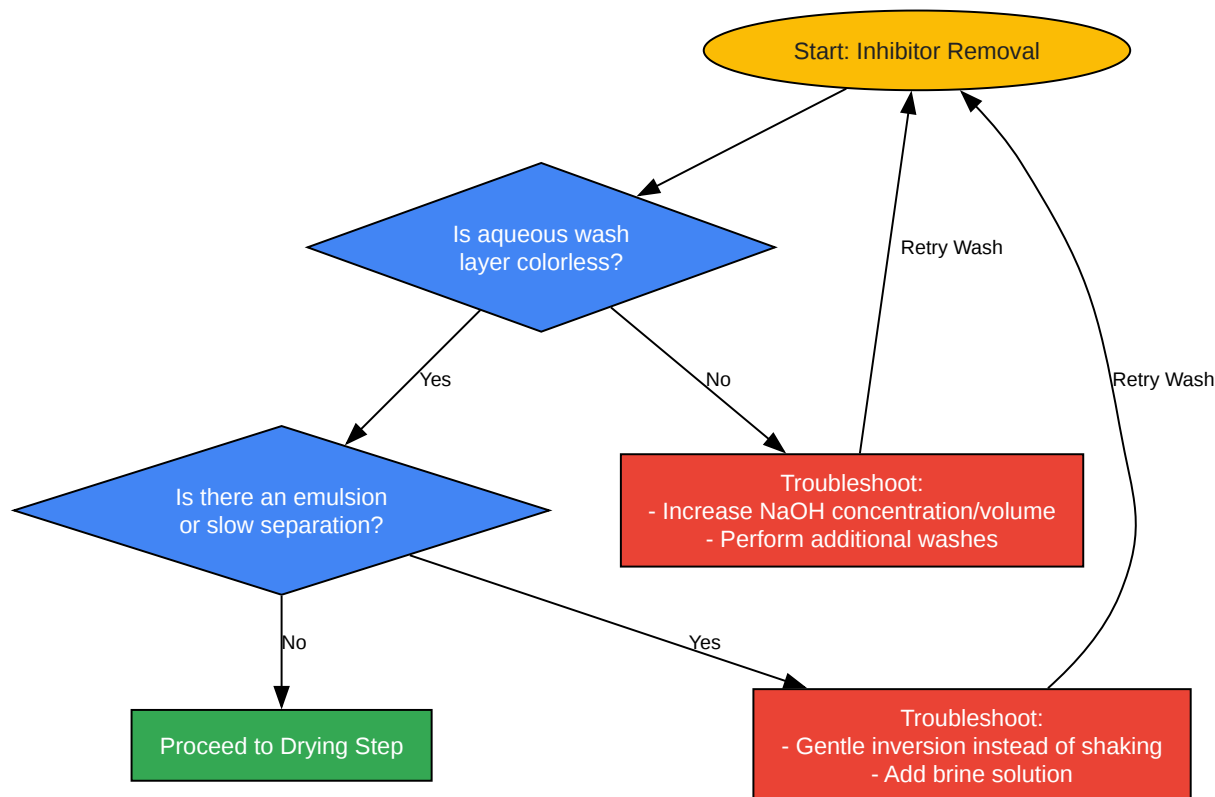 Start: Inhibitor Removal
Is aqueous wash
layer colorless?
Retry Wash
Yes
No
Retry Wash
Troubleshoot:
- Increase NaOH concentration/volume
- Perform additional washes
Is there an emulsion
or slow separation?
No
Yes
Proceed to Drying Step
Troubleshoot:
- Gentle inversion instead of shaking
- Add brine solution